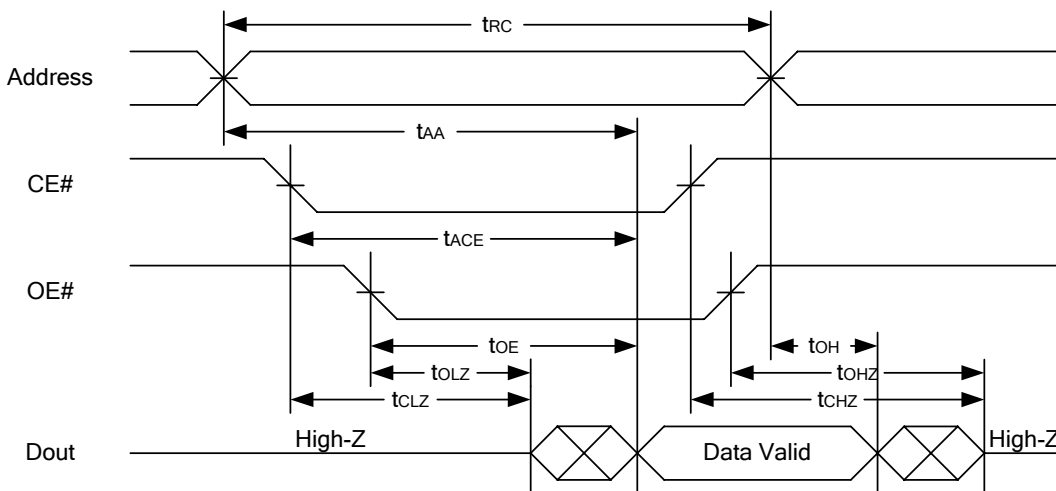 tRC
Address
tAA
CE#
tACE
OE#
tOE
tOH
tOLZ
tOHZ
tCLZ
tCHZ
High-Z
High-Z
Dout
Data Valid